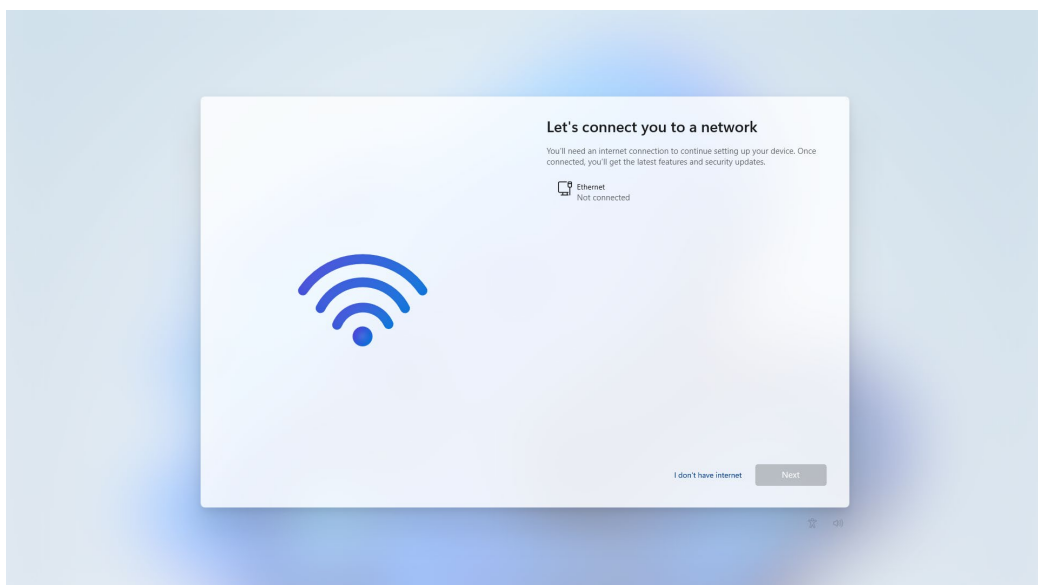 Let's connect you to a network
You'll need an internet connection to continue setting up your device. Once
connected, you'll get the latest features and security updates.
Ethernet
Not connected
I don't have internet
Next